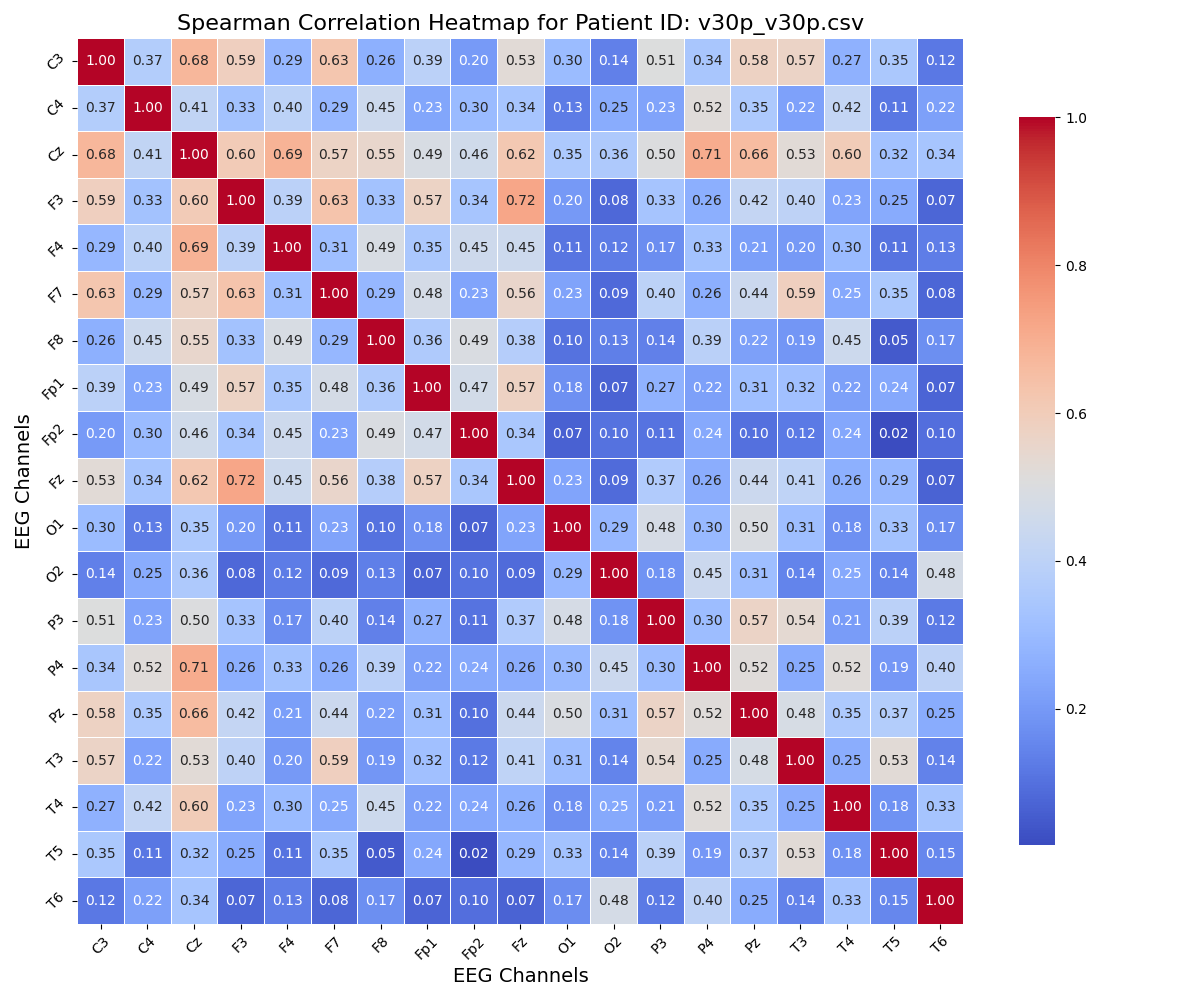 Spearman Correlation Heatmap for Patient ID: v30p_v30p.csv
C3 1.00 0.37 0.68 0.59 0.29 0.63 0.26 0.39 0.20 0.53 0.30 0.14 0.51 0.34 0.58 0.57 0.27 0.35 0.12
C4 0.37 1.00 0.41 0.33 0.40 0.29 0.45 0.23 0.30 0.34 0.13 0.25 0.23 0.52 0.35 0.22 0.42 0.11 0.22
Cz 0.68 0.41 1.00 0.60 0.69 0.57 0.55 0.49 0.46 0.62 0.35 0.36 0.50 0.71 0.66 0.53 0.60 0.32 0.34
F3 0.59 0.33 0.60 1.00 0.39 0.63 0.33 0.57 0.34 0.72 0.20 0.08 0.33 0.26 0.42 0.40 0.23 0.25 0.07
F4 0.29 0.40 0.69 0.39 1.00 0.31 0.49 0.35 0.45 0.45 0.11 0.12 0.17 0.33 0.21 0.20 0.30 0.11 0.13
F7 0.63 0.29 0.57 0.63 0.31 1.00 0.29 0.48 0.23 0.56 0.23 0.09 0.40 0.26 0.44 0.59 0.25 0.35 0.08
F8 0.26 0.45 0.55 0.33 0.49 0.29 1.00 0.36 0.49 0.38 0.10 0.13 0.14 0.39 0.22 0.19 0.45 0.05 0.17
Fp1 0.39 0.23 0.49 0.57 0.35 0.48 0.36 1.00 0.47 0.57 0.18 0.07 0.27 0.22 0.31 0.32 0.22 0.24 0.07
Fp2 0.20 0.30 0.46 0.34 0.45 0.23 0.49 0.47 1.00 0.34 0.07 0.10 0.11 0.24 0.10 0.12 0.24 0.02 0.10
Fz 0.53 0.34 0.62 0.72 0.45 0.56 0.38 0.57 0.34 1.00 0.23 0.09 0.37 0.26 0.44 0.41 0.26 0.29 0.07
O1 0.30 0.13 0.35 0.20 0.11 0.23 0.10 0.18 0.07 0.23 1.00 0.29 0.48 0.30 0.50 0.31 0.18 0.33 0.17
O2 0.14 0.25 0.36 0.08 0.12 0.09 0.13 0.07 0.10 0.09 0.29 1.00 0.18 0.45 0.31 0.14 0.25 0.14 0.48
P3 0.51 0.23 0.50 0.33 0.17 0.40 0.14 0.27 0.11 0.37 0.48 0.18 1.00 0.30 0.57 0.54 0.21 0.39 0.12
P4 0.34 0.52 0.71 0.26 0.33 0.26 0.39 0.22 0.24 0.26 0.30 0.45 0.30 1.00 0.52 0.25 0.52 0.19 0.40
Pz 0.58 0.35 0.66 0.42 0.21 0.44 0.22 0.31 0.10 0.44 0.50 0.31 0.57 0.52 1.00 0.48 0.35 0.37 0.25
T3 0.57 0.22 0.53 0.40 0.20 0.59 0.19 0.32 0.12 0.41 0.31 0.14 0.54 0.25 0.48 1.00 0.25 0.53 0.14
T4 0.27 0.42 0.60 0.23 0.30 0.25 0.45 0.22 0.24 0.26 0.18 0.25 0.21 0.52 0.35 0.25 1.00 0.18 0.33
T5 0.35 0.11 0.32 0.25 0.11 0.35 0.05 0.24 0.02 0.29 0.33 0.14 0.39 0.19 0.37 0.53 0.18 1.00 0.15
T6 0.12 0.22 0.34 0.07 0.13 0.08 0.17 0.07 0.10 0.07 0.17 0.48 0.12 0.40 0.25 0.14 0.33 0.15 1.00
C3 C4 Cz F3 F4 F7 F8 Fp1 Fp2 Fz O1 O2 P3 P4 Pz T3 T4 T5 T6
EEG Channels
EEG Channels
1.0
0.8
0.6
0.4
0.2